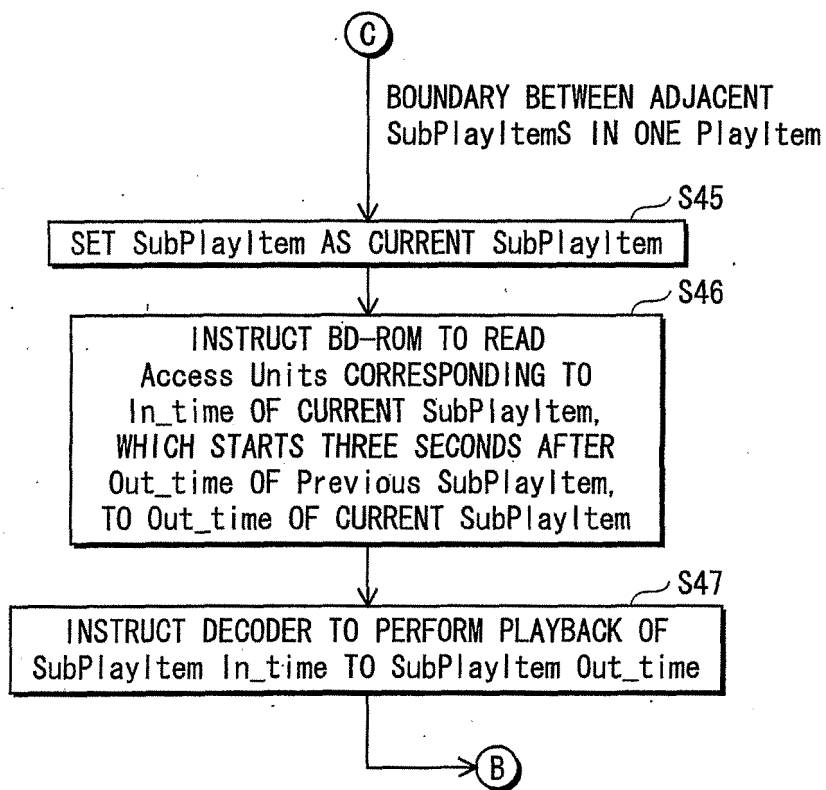 C
BOUNDARY BETWEEN ADJACENT
SubPlayItemS IN ONE PlayItem
S45
SET SubPlayItem AS CURRENT SubPlayItem
S46
INSTRUCT BD-ROM TO READ
Access Units CORRESPONDING TO
In_time OF CURRENT SubPlayItem,
WHICH STARTS THREE SECONDS AFTER
Out_time OF Previous SubPlayItem,
TO Out_time OF CURRENT SubPlayItem
S47
INSTRUCT DECODER TO PERFORM PLAYBACK OF
SubPlayItem In_time TO SubPlayItem Out_time
B